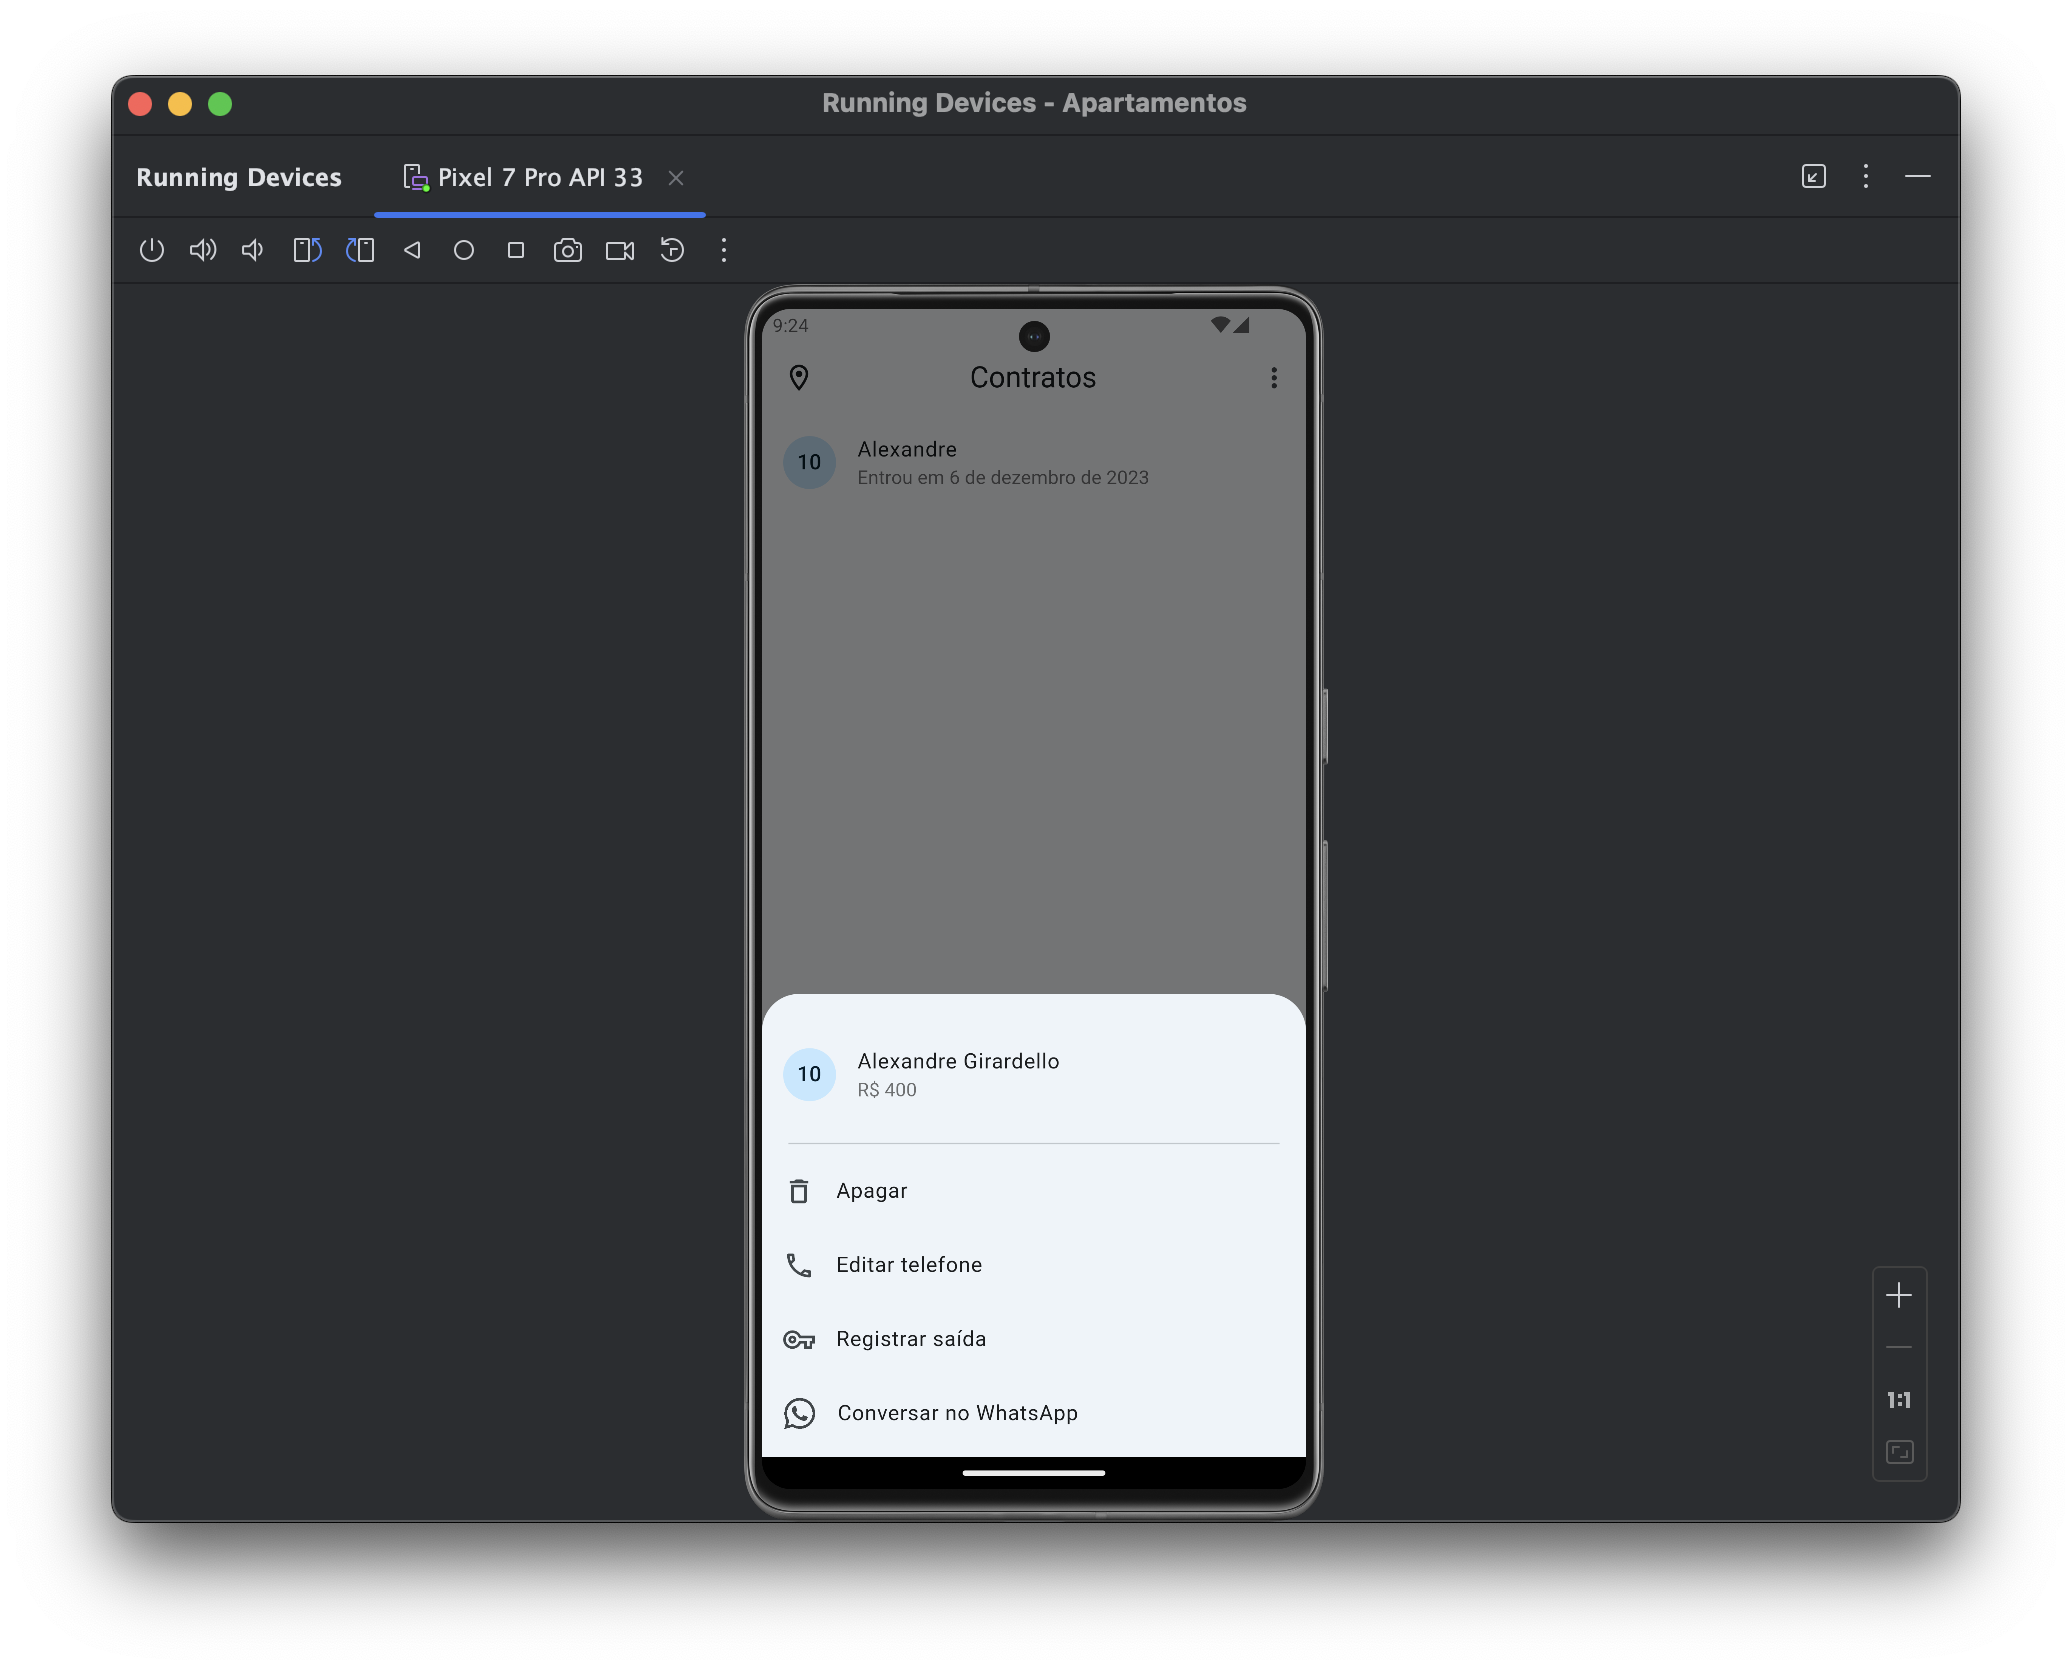 Running Devices - Apartamentos
Running Devices
Pixel 7 Pro API 33
9:24
Contratos
10
Alexandre
Entrou em 6 de dezembro de 2023
10
Alexandre Girardello
R$ 400
Apagar
Editar telefone
Registrar saída
Conversar no WhatsApp
1:1